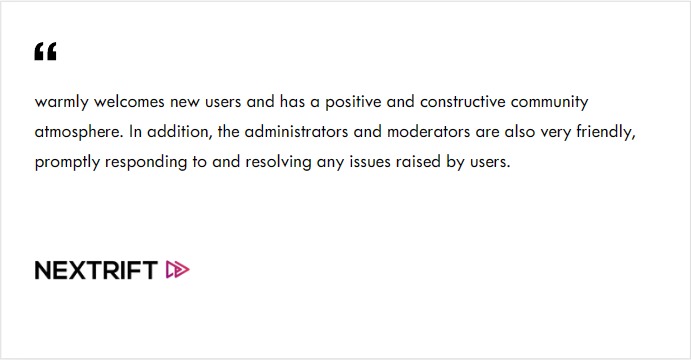 “
warmly welcomes new users and has a positive and constructive community
atmosphere. In addition, the administrators and moderators are also very friendly,
promptly responding to and resolving any issues raised by users.
NEXTRIFT